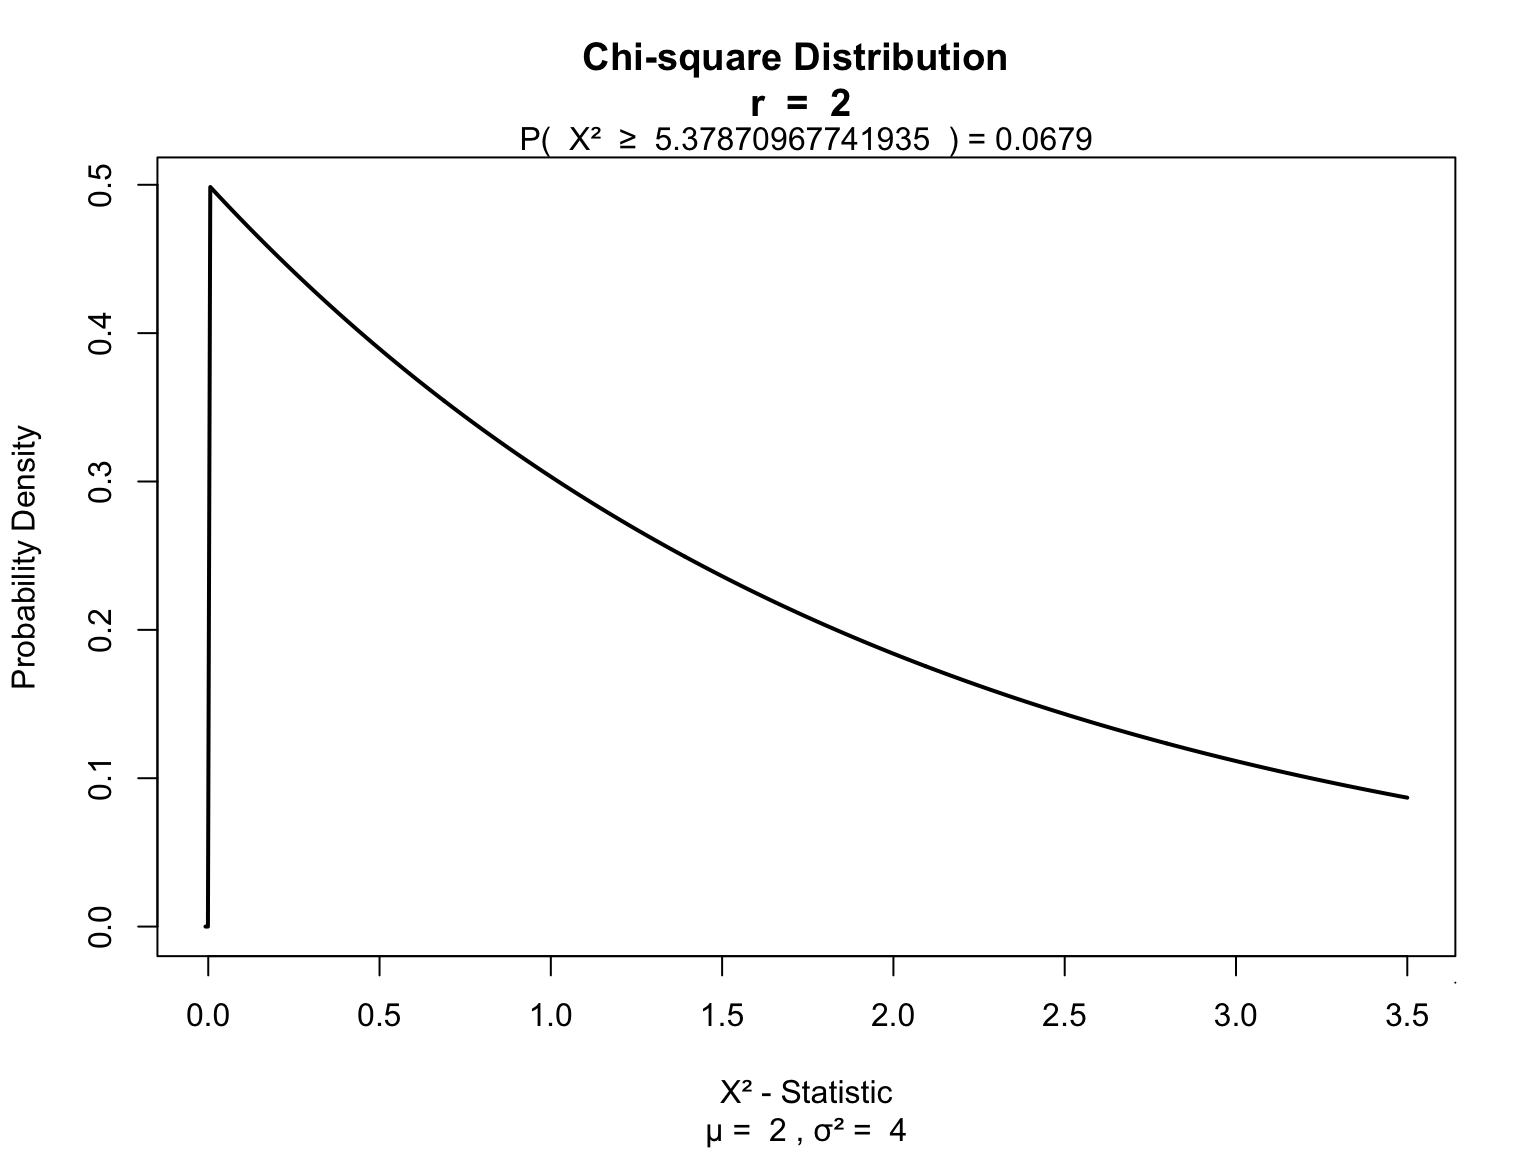 Chi-square Distribution
r = 2
P( X² ≥ 5.37870967741935 ) = 0.0679
Probability Density
0.5
0.4
0.3
0.2
0.1
0.0
0.0 0.5 1.0 1.5 2.0 2.5 3.0 3.5
X² - Statistic
μ = 2 , σ² = 4